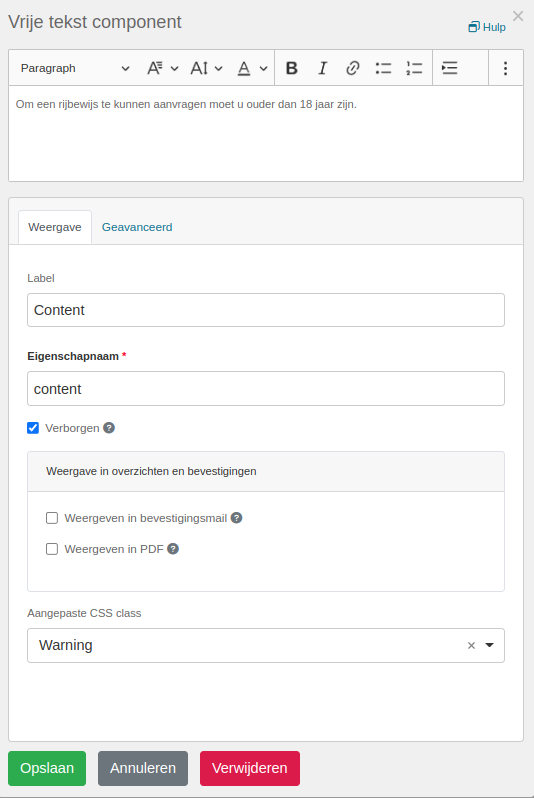 Vrije tekst component
Hulp
Paragraph
Om een rijbewijs te kunnen aanvragen moet u ouder dan 18 jaar zijn.
Weergave
Geavanceerd
Label
Content
Eigenschapnaam *
content
Verborgen
Weergave in overzichten en bevestigingen
Weergeven in bevestigingsmail
Weergeven in PDF
Aangepaste CSS class
Warning
Opslaan
Annuleren
Verwijderen